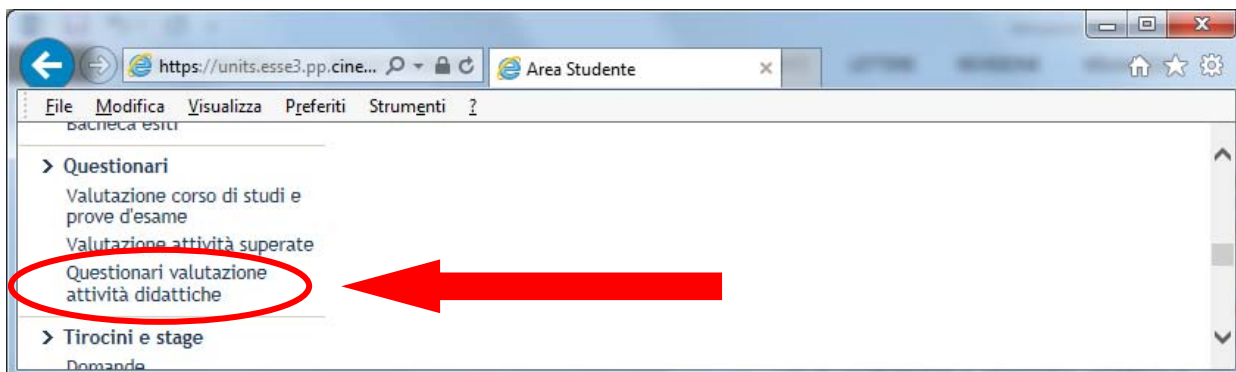 https://units.esse3.pp.cine...
Area Studente
File Modifica Visualizza Preferiti Strumenti ?
Bacheca esiti
Questionari
Valutazione corso di studi e
prove d'esame
Valutazione attività superate
Questionari valutazione
attività didattiche
Tirocini e stage
Domande